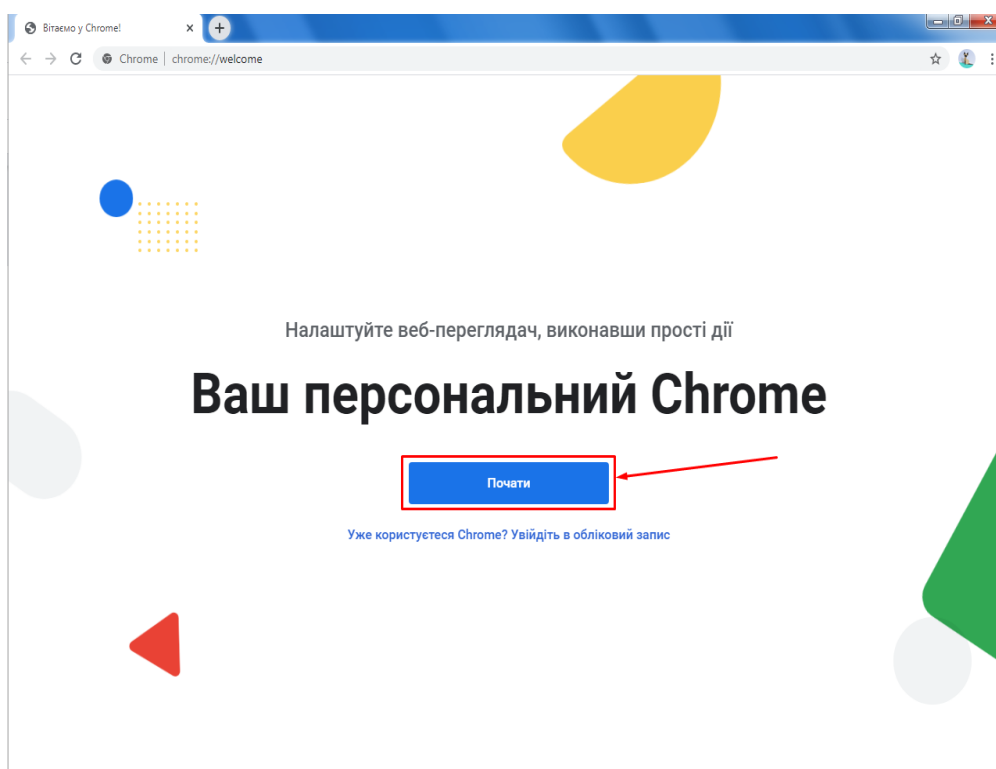 Вітаємо у Chrome!
Chrome | chrome://welcome
Налаштуйте веб-переглядач, виконавши прості дії
Ваш персональний Chrome
Почати
Уже користуєтеся Chrome? Увійдіть в обліковий запис